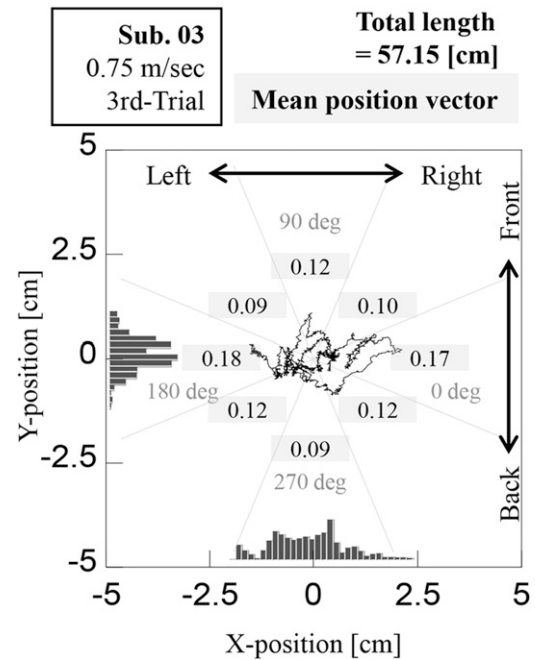 Sub. 03
0.75 m/sec
3rd-Trial
Total length
= 57.15 [cm]
Mean position vector
5
2.5
0
-2.5
-5
Y-position [cm]
Left
Right
Front
Back
90 deg
0.12
0.09
0.10
0.18
0.17
180 deg
0 deg
0.12
0.12
0.09
270 deg
-5
-2.5
0
2.5
5
X-position [cm]